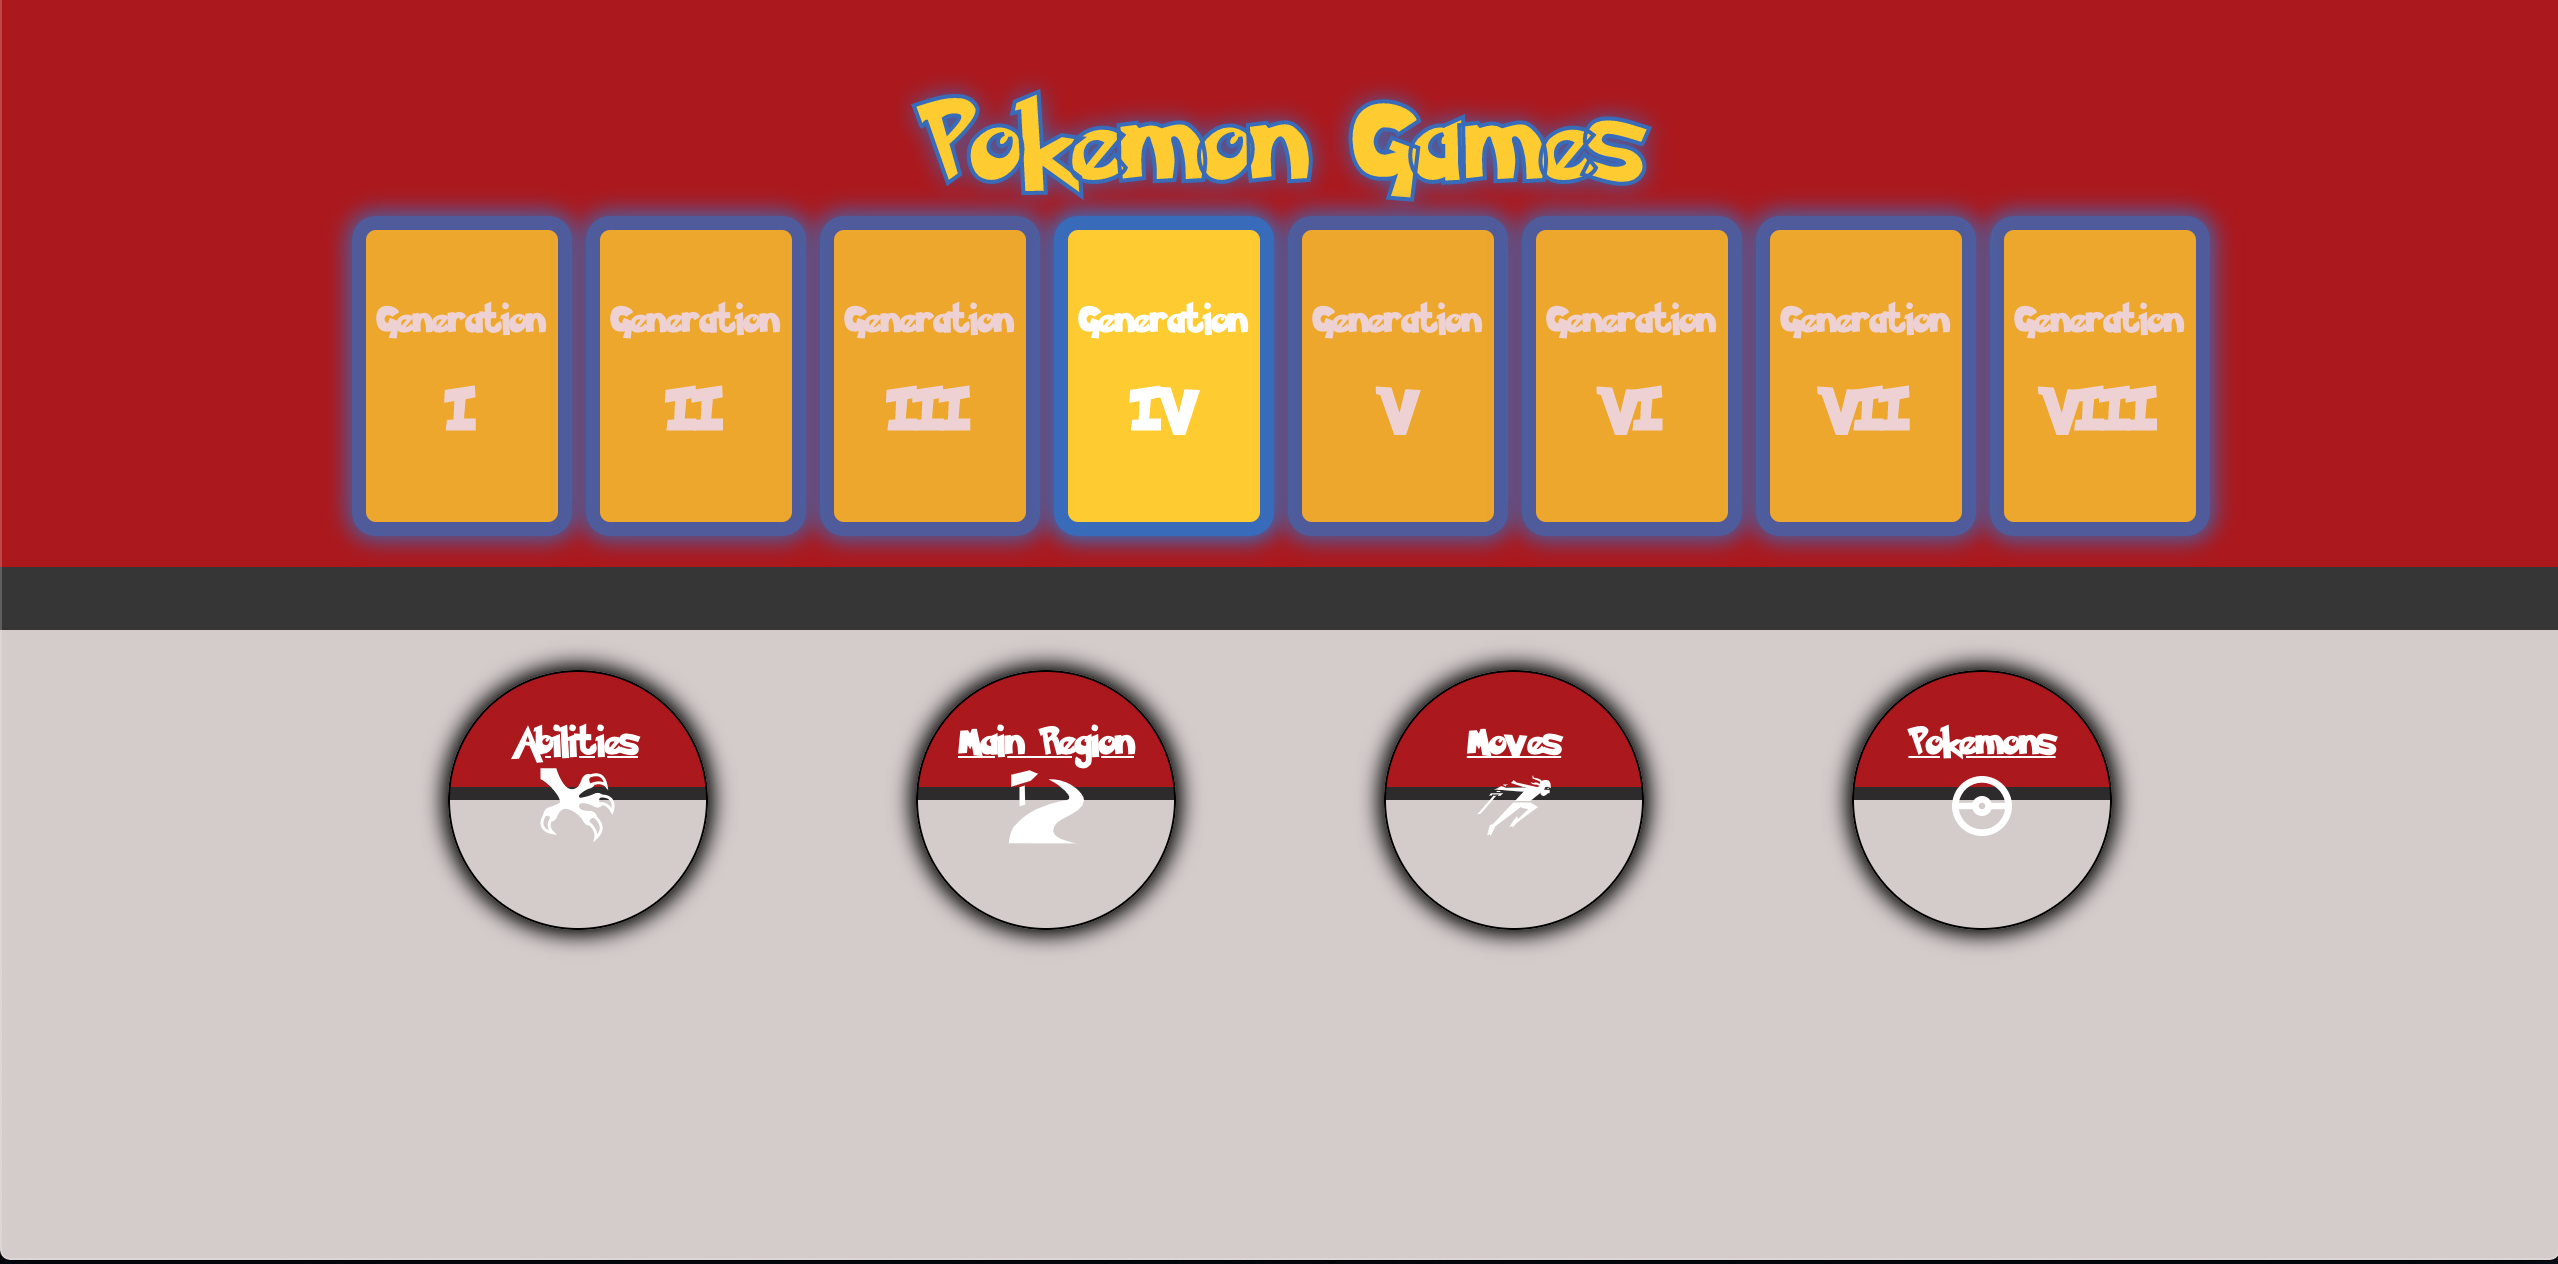 Pokemon Games
Generation Generation Generation Generation Generation Generation Generation Generation
I II III IV V VI VII VIII
Abilities Main Region Moves Pokemons